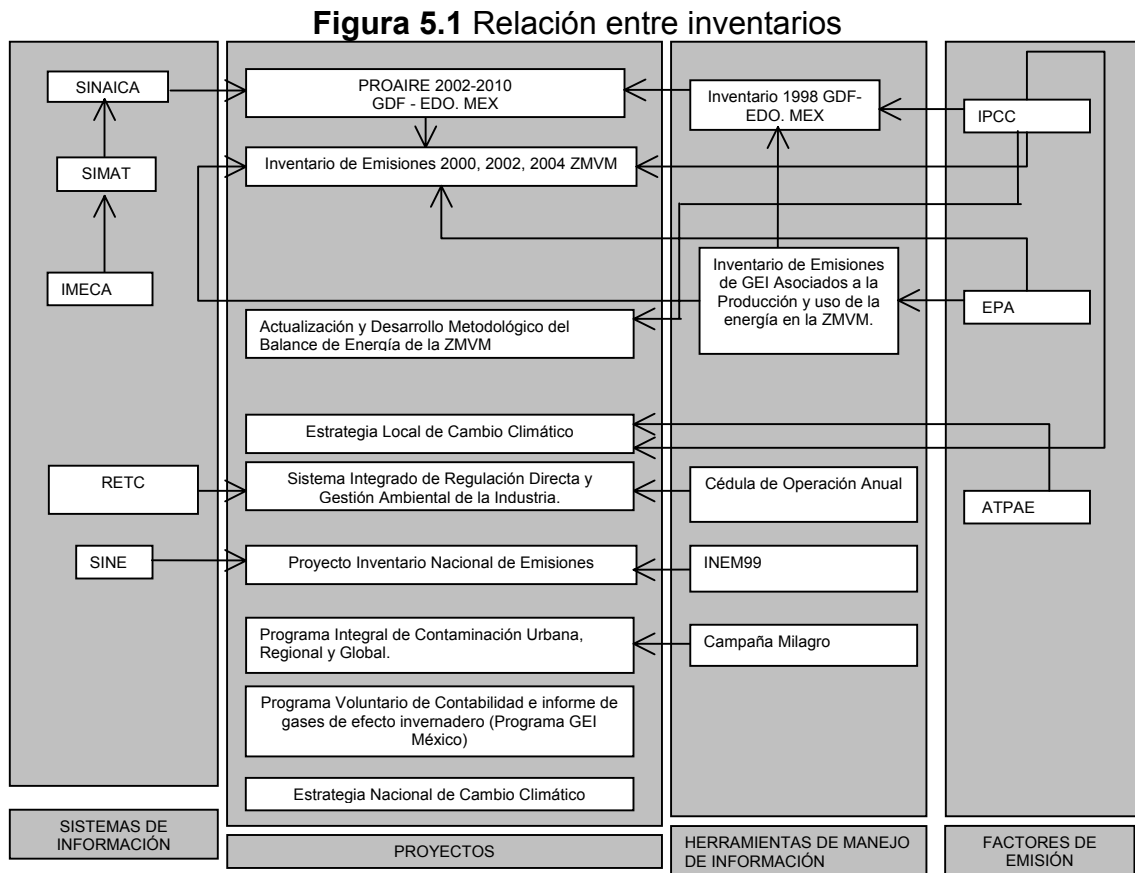 Figura 5.1 Relación entre inventarios
SINAICA
SIMAT
IMECA
RETC
SINE
SISTEMAS DE
INFORMACIÓN
PROAIRE 2002-2010
GDF - EDO. MEX
Inventario de Emisiones 2000, 2002, 2004 ZMVM
Actualización y Desarrollo Metodológico del
Balance de Energía de la ZMVM
Estrategia Local de Cambio Climático
Sistema Integrado de Regulación Directa y
Gestión Ambiental de la Industria.
Proyecto Inventario Nacional de Emisiones
Programa Integral de Contaminación Urbana,
Regional y Global.
Programa Voluntario de Contabilidad e informe de
gases de efecto invernadero (Programa GEI
México)
Estrategia Nacional de Cambio Climático
PROYECTOS
Inventario 1998 GDF-
EDO. MEX
Inventario de Emisiones
de GEI Asociados a la
Producción y uso de la
energía en la ZMVM.
Cédula de Operación Anual
INEM99
Campaña Milagro
HERRAMIENTAS DE MANEJO
DE INFORMACIÓN
IPCC
EPA
ATPAE
FACTORES DE
EMISIÓN